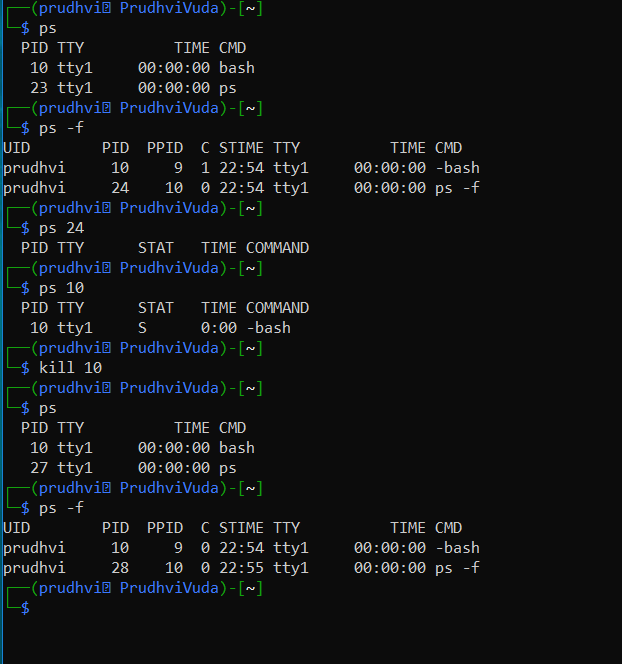 ┌──(prudhvi⍰ PrudhviVuda)-[~]
└─$ ps
  PID TTY          TIME CMD
   10 tty1     00:00:00 bash
   23 tty1     00:00:00 ps
┌──(prudhvi⍰ PrudhviVuda)-[~]
└─$ ps -f
UID        PID  PPID  C STIME TTY          TIME CMD
prudhvi     10     9  1 22:54 tty1     00:00:00 -bash
prudhvi     24    10  0 22:54 tty1     00:00:00 ps -f
┌──(prudhvi⍰ PrudhviVuda)-[~]
└─$ ps 24
  PID TTY      STAT   TIME COMMAND
┌──(prudhvi⍰ PrudhviVuda)-[~]
└─$ ps 10
  PID TTY      STAT   TIME COMMAND
   10 tty1     S      0:00 -bash
┌──(prudhvi⍰ PrudhviVuda)-[~]
└─$ kill 10
┌──(prudhvi⍰ PrudhviVuda)-[~]
└─$ ps
  PID TTY          TIME CMD
   10 tty1     00:00:00 bash
   27 tty1     00:00:00 ps
┌──(prudhvi⍰ PrudhviVuda)-[~]
└─$ ps -f
UID        PID  PPID  C STIME TTY          TIME CMD
prudhvi     10     9  0 22:54 tty1     00:00:00 -bash
prudhvi     28    10  0 22:55 tty1     00:00:00 ps -f
┌──(prudhvi⍰ PrudhviVuda)-[~]
└─$